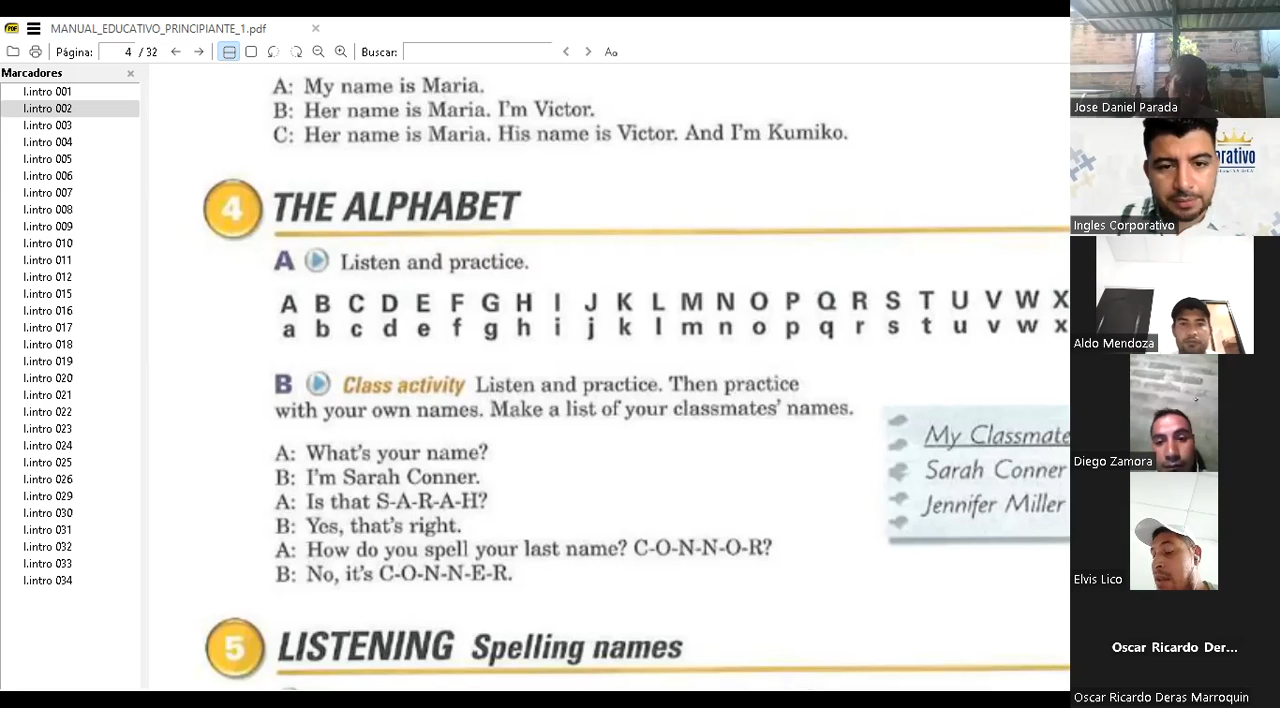 MANUAL_EDUCATIVO_PRINCIPIANTE_1.pdf
Página: 4 / 32 Buscar: Aa
Marcadores
I.intro 001
I.intro 002
I.intro 003
I.intro 004
I.intro 005
I.intro 006
I.intro 007
I.intro 008
I.intro 009
I.intro 010
I.intro 011
I.intro 012
I.intro 015
I.intro 016
I.intro 017
I.intro 018
I.intro 019
I.intro 020
I.intro 021
I.intro 022
I.intro 023
I.intro 024
I.intro 025
I.intro 026
I.intro 029
I.intro 030
I.intro 031
I.intro 032
I.intro 033
I.intro 034
A: My name is Maria.
B: Her name is Maria. I'm Victor.
C: Her name is Maria. His name is Victor. And I'm Kumiko.
4 THE ALPHABET
A Listen and practice.
A B C D E F G H I J K L M N O P Q R S T U V W X
a b c d e f g h i j k l m n o p q r s t u v w x
B Class activity Listen and practice. Then practice
with your own names. Make a list of your classmates' names.
A: What's your name?
B: I'm Sarah Conner.
A: Is that S-A-R-A-H?
B: Yes, that's right.
A: How do you spell your last name? C-O-N-N-O-R?
B: No, it's C-O-N-N-E-R.
My Classmate
Sarah Conner
Jennifer Miller
5 LISTENING Spelling names
Jose Daniel Parada
orativo
Ingles Corporativo
Aldo Mendoza
Diego Zamora
Elvis Lico
Oscar Ricardo Der...
Oscar Ricardo Deras Marroquin